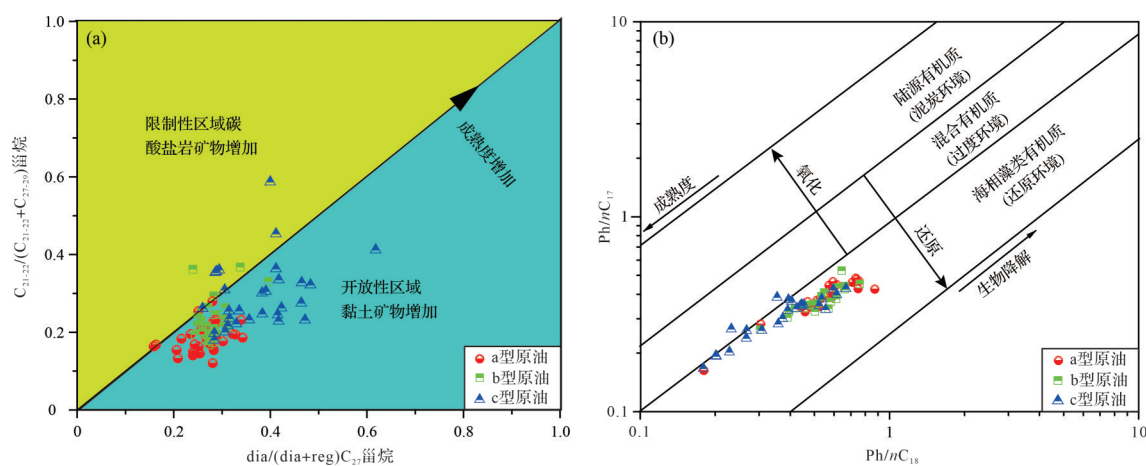 (a)
1.0
0.8
0.6
0.4
0.2
0
0
0.2
0.4
0.6
0.8
1.0
C21-22/(C21-22+C27-29)甾烷
dia/(dia+reg)C27甾烷
限制性区域碳
酸盐岩矿物增加
成熟度增加
开放性区域
黏土矿物增加
a型原油
b型原油
c型原油
(b)
10
1
0.1
0.1
1
10
Ph/nC17
Ph/nC18
陆源有机质
(泥炭环境)
混合有机质
(过度环境)
海相藻类有机质
(还原环境)
成熟度
氧化
还原
生物降解
a型原油
b型原油
c型原油